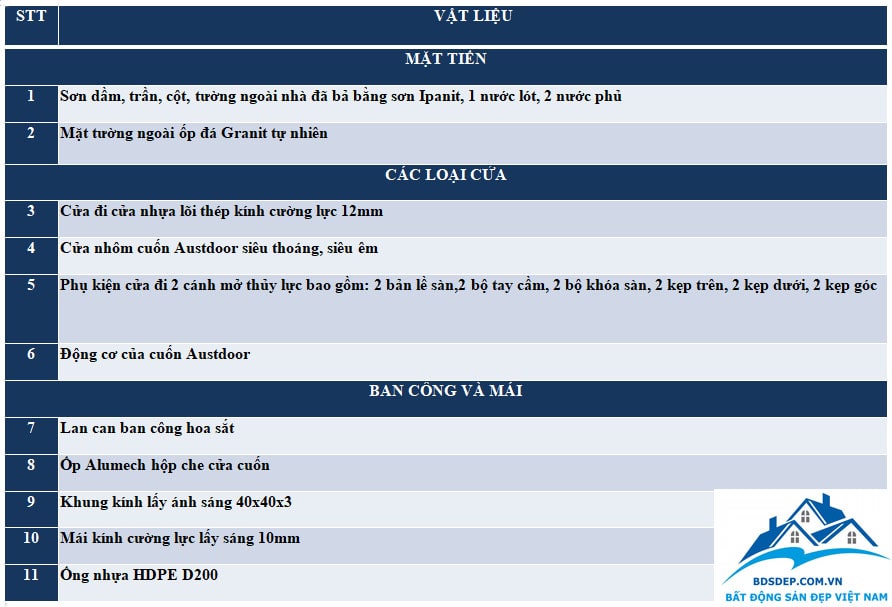 STT VẬT LIỆU
MẶT TIỀN
1 Sơn dầm, trần, cột, tường ngoài nhà đã bả bằng sơn Ipanit, 1 nước lót, 2 nước phủ
2 Mặt tường ngoài ốp đá Granit tự nhiên
CÁC LOẠI CỬA
3 Cửa đi cửa nhựa lõi thép kính cường lực 12mm
4 Cửa nhôm cuốn Austdoor siêu thoáng, siêu êm
5 Phụ kiện cửa đi 2 cánh mở thủy lực bao gồm: 2 bản lề sàn,2 bộ tay cầm, 2 bộ khóa sàn, 2 kẹp trên, 2 kẹp dưới, 2 kẹp góc
6 Động cơ của cuốn Austdoor
BAN CÔNG VÀ MÁI
7 Lan can ban công hoa sắt
8 Ốp Alumech hộp che cửa cuốn
9 Khung kính lấy ánh sáng 40x40x3
10 Mái kính cường lực lấy sáng 10mm
11 Ống nhựa HDPE D200
BDSDEP.COM.VN
BẤT ĐỘNG SẢN ĐẸP VIỆT NAM